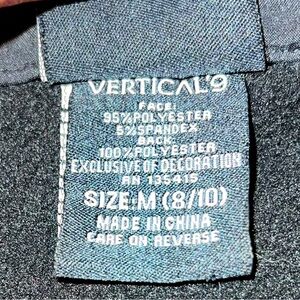 VERTICAL'9
FACE:
95% POLYESTER
5% SPANDEX
BACK:
100% POLYESTER
EXCLUSIVE OF DECORATION
RN 135415
SIZE:M (8/10)
MADE IN CHINA
CARE ON REVERSE